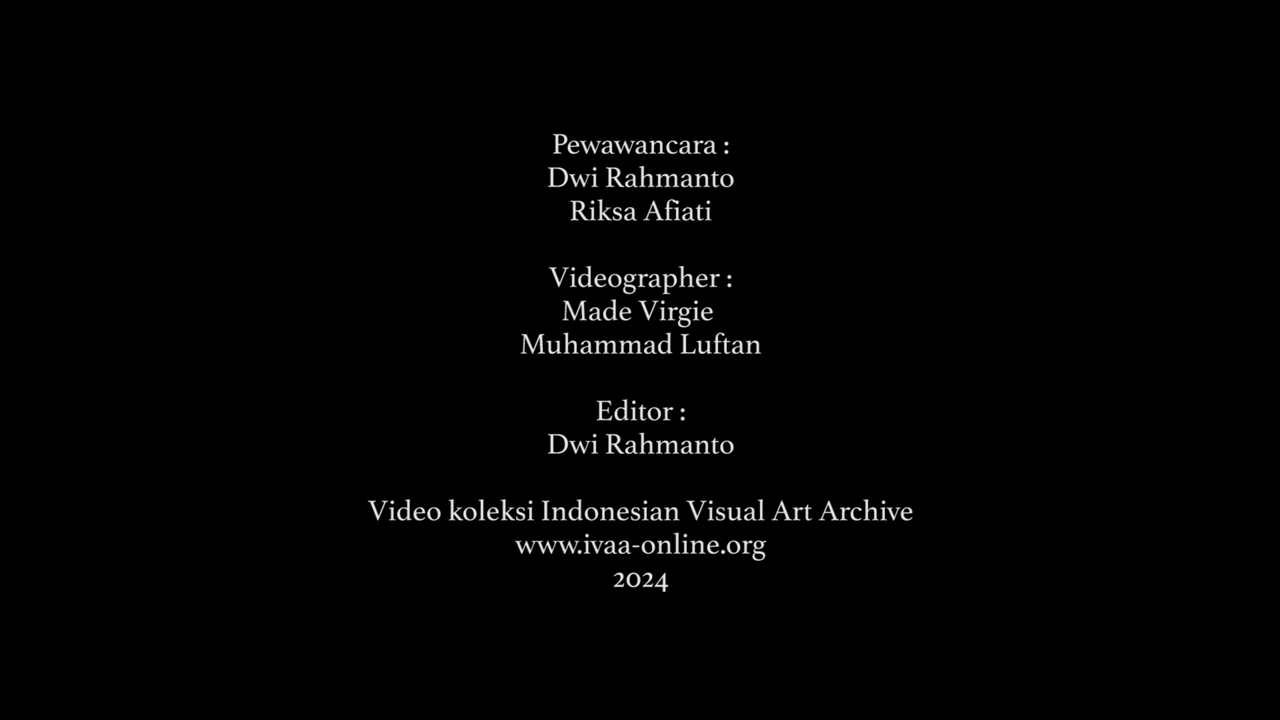 Pewawancara :
Dwi Rahmanto
Riksa Afiati
Videographer :
Made Virgie
Muhammad Luftan
Editor :
Dwi Rahmanto
Video koleksi Indonesian Visual Art Archive
www.ivaa-online.org
2024